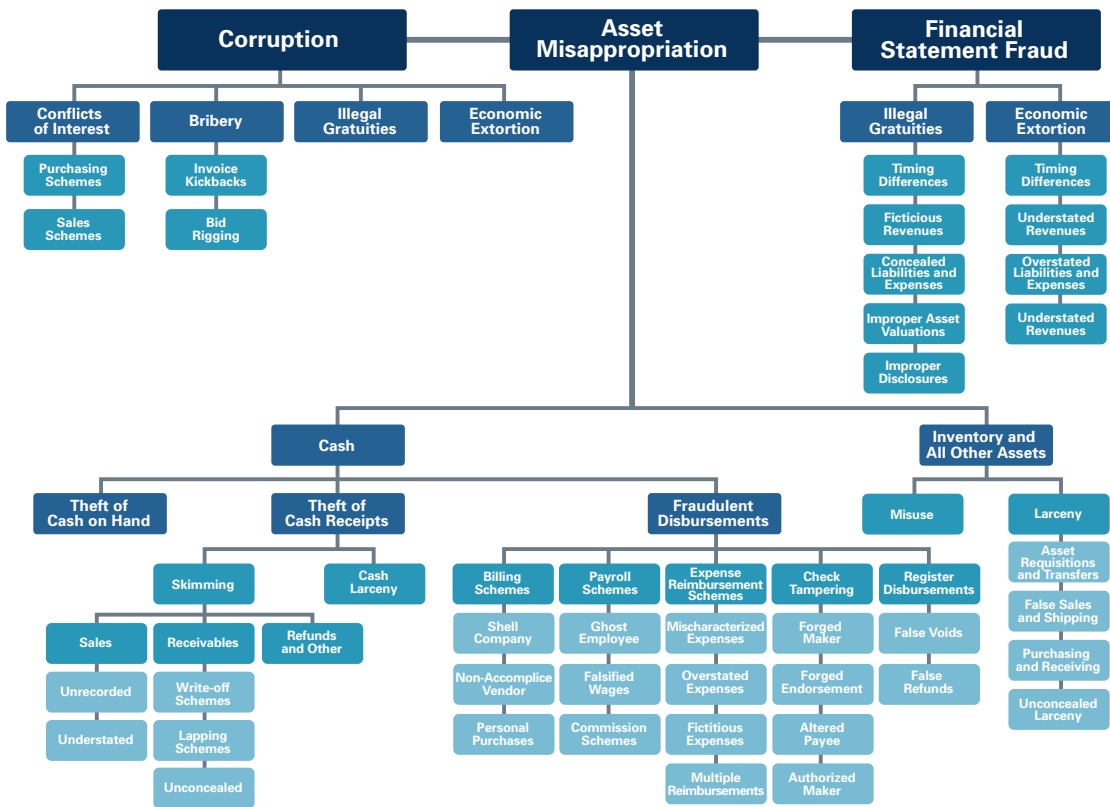 Corruption
Asset
Misappropriation
Financial
Statement Fraud
Conflicts
of Interest
Bribery
Illegal
Gratuities
Economic
Extortion
Illegal
Gratuities
Economic
Extortion
Purchasing
Schemes
Invoice
Kickbacks
Timing
Differences
Timing
Differences
Sales
Schemes
Bid
Rigging
Ficticious
Revenues
Understated
Revenues
Concealed
Liabilities and
Expenses
Overstated
Liabilities and
Expenses
Improper Asset
Valuations
Understated
Revenues
Improper
Disclosures
Cash
Inventory and
All Other Assets
Theft of
Cash on Hand
Theft of
Cash Receipts
Fraudulent
Disbursements
Misuse
Larceny
Skimming
Cash
Larceny
Billing
Schemes
Payroll
Schemes
Expense
Reimbursement
Schemes
Check
Tampering
Register
Disbursements
Asset
Requisitions
and Transfers
Sales
Receivables
Refunds
and Other
Shell
Company
Ghost
Employee
Mischaracterized
Expenses
Forged
Maker
False Voids
False Sales
and Shipping
Unrecorded
Write-off
Schemes
Non-Accomplice
Vendor
Falsified
Wages
Overstated
Expenses
Forged
Endorsement
False
Refunds
Purchasing
and Receiving
Understated
Lapping
Schemes
Personal
Purchases
Commission
Schemes
Fictitious
Expenses
Altered
Payee
Unconcealed
Larceny
Unconcealed
Multiple
Reimbursements
Authorized
Maker